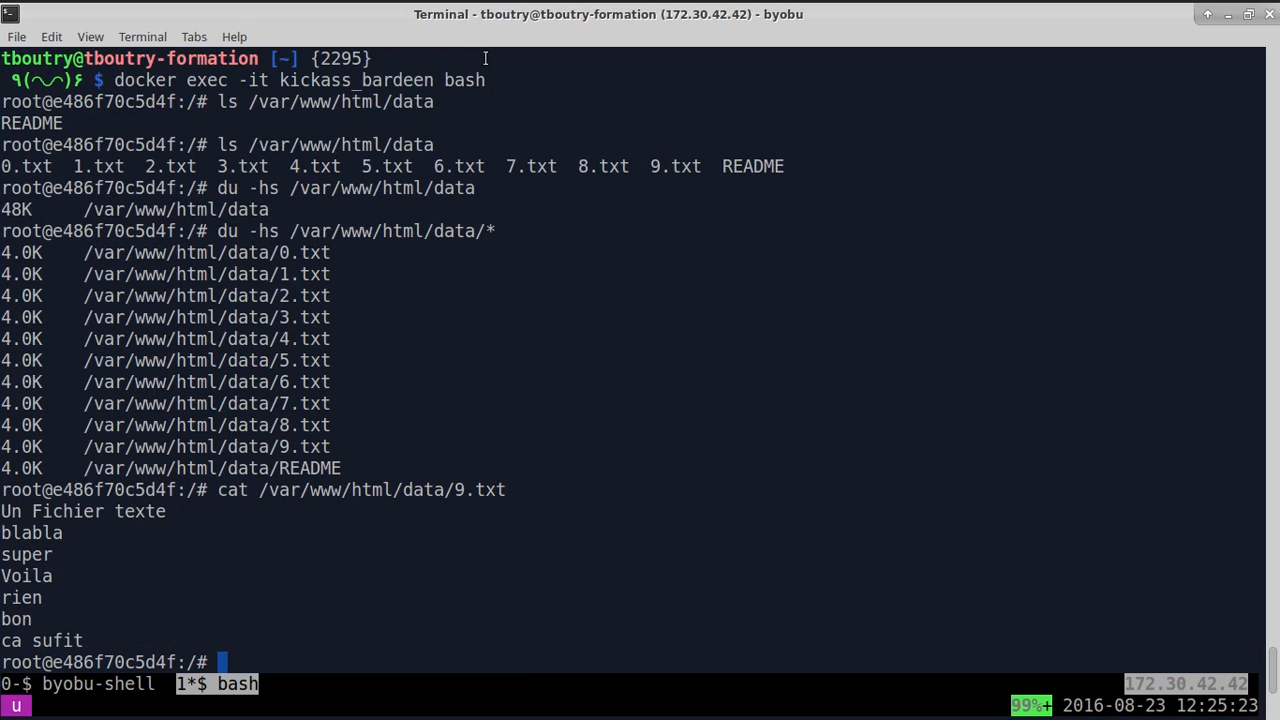 Terminal - tboutry@tboutry-formation (172.30.42.42) - byobu
File Edit View Terminal Tabs Help
tboutry@tboutry-formation [~] {2295}
٩(◠◡◠)۶ $ docker exec -it kickass_bardeen bash
root@e486f70c5d4f:/# ls /var/www/html/data
README
root@e486f70c5d4f:/# ls /var/www/html/data
0.txt 1.txt 2.txt 3.txt 4.txt 5.txt 6.txt 7.txt 8.txt 9.txt README
root@e486f70c5d4f:/# du -hs /var/www/html/data
48K /var/www/html/data
root@e486f70c5d4f:/# du -hs /var/www/html/data/*
4.0K /var/www/html/data/0.txt
4.0K /var/www/html/data/1.txt
4.0K /var/www/html/data/2.txt
4.0K /var/www/html/data/3.txt
4.0K /var/www/html/data/4.txt
4.0K /var/www/html/data/5.txt
4.0K /var/www/html/data/6.txt
4.0K /var/www/html/data/7.txt
4.0K /var/www/html/data/8.txt
4.0K /var/www/html/data/9.txt
4.0K /var/www/html/data/README
root@e486f70c5d4f:/# cat /var/www/html/data/9.txt
Un Fichier texte
blabla
super
Voila
rien
bon
ca sufit
root@e486f70c5d4f:/#
0-$ byobu-shell 1*$ bash 172.30.42.42
u 99%+ 2016-08-23 12:25:23